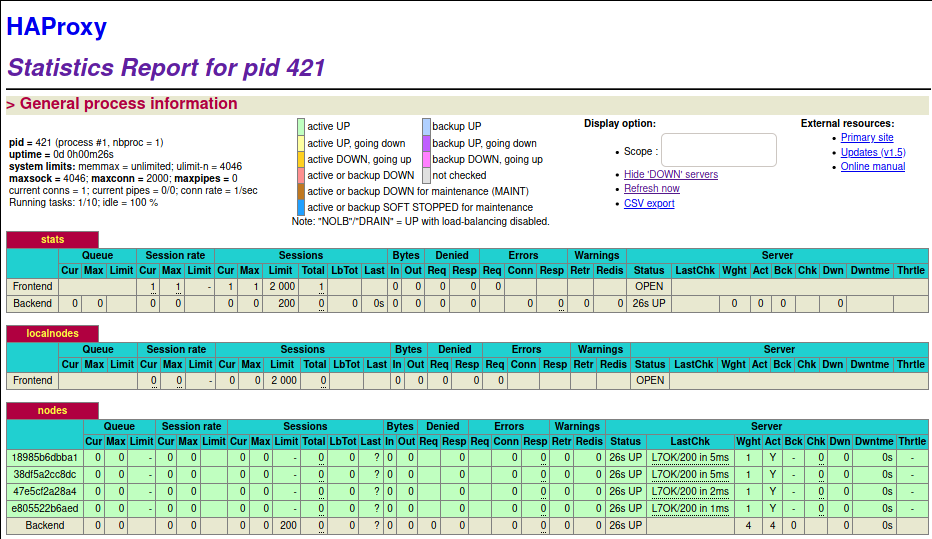 HAProxy
Statistics Report for pid 421
> General process information
pid = 421 (process #1, nbproc = 1)
uptime = 0d 0h00m26s
system limits: memmax = unlimited; ulimit-n = 4046
maxsock = 4046; maxconn = 2000; maxpipes = 0
current conns = 1; current pipes = 0/0; conn rate = 1/sec
Running tasks: 1/10; idle = 100 %
active UP backup UP
active UP, going down backup UP, going down
active DOWN, going up backup DOWN, going up
active or backup DOWN not checked
active or backup DOWN for maintenance (MAINT)
active or backup SOFT STOPPED for maintenance
Note: "NOLB"/"DRAIN" = UP with load-balancing disabled.
Display option:
• Scope :
• Hide 'DOWN' servers
• Refresh now
• CSV export
External resources:
• Primary site
• Updates (v1.5)
• Online manual
stats
Queue Session rate Sessions Bytes Denied Errors Warnings Server
Cur Max Limit Cur Max Limit Cur Max Limit Total LbTot Last In Out Req Resp Req Conn Resp Retr Redis Status LastChk Wght Act Bck Chk Dwn Dwntme Thrtle
Frontend 1 1 - 1 1 2 000 1 0 0 0 0 0 OPEN
Backend 0 0 0 0 0 0 200 0 0 0s 0 0 0 0 0 0 0 0 26s UP 0 0 0 0
localnodes
Queue Session rate Sessions Bytes Denied Errors Warnings Server
Cur Max Limit Cur Max Limit Cur Max Limit Total LbTot Last In Out Req Resp Req Conn Resp Retr Redis Status LastChk Wght Act Bck Chk Dwn Dwntme Thrtle
Frontend 0 0 - 0 0 2 000 0 0 0 0 0 0 OPEN
nodes
Queue Session rate Sessions Bytes Denied Errors Warnings Server
Cur Max Limit Cur Max Limit Cur Max Limit Total LbTot Last In Out Req Resp Req Conn Resp Retr Redis Status LastChk Wght Act Bck Chk Dwn Dwntme Thrtle
18985b6dbba1 0 0 - 0 0 0 0 - 0 0 ? 0 0 0 0 0 0 0 26s UP L7OK/200 in 5ms 1 Y - 0 0 0s -
38df5a2cc8dc 0 0 - 0 0 0 0 - 0 0 ? 0 0 0 0 0 0 0 26s UP L7OK/200 in 5ms 1 Y - 0 0 0s -
47e5cf2a28a4 0 0 - 0 0 0 0 - 0 0 ? 0 0 0 0 0 0 0 26s UP L7OK/200 in 2ms 1 Y - 0 0 0s -
e805522b6aed 0 0 - 0 0 0 0 - 0 0 ? 0 0 0 0 0 0 0 26s UP L7OK/200 in 1ms 1 Y - 0 0 0s -
Backend 0 0 0 0 0 0 200 0 0 ? 0 0 0 0 0 0 0 0 26s UP 4 4 0 0 0s